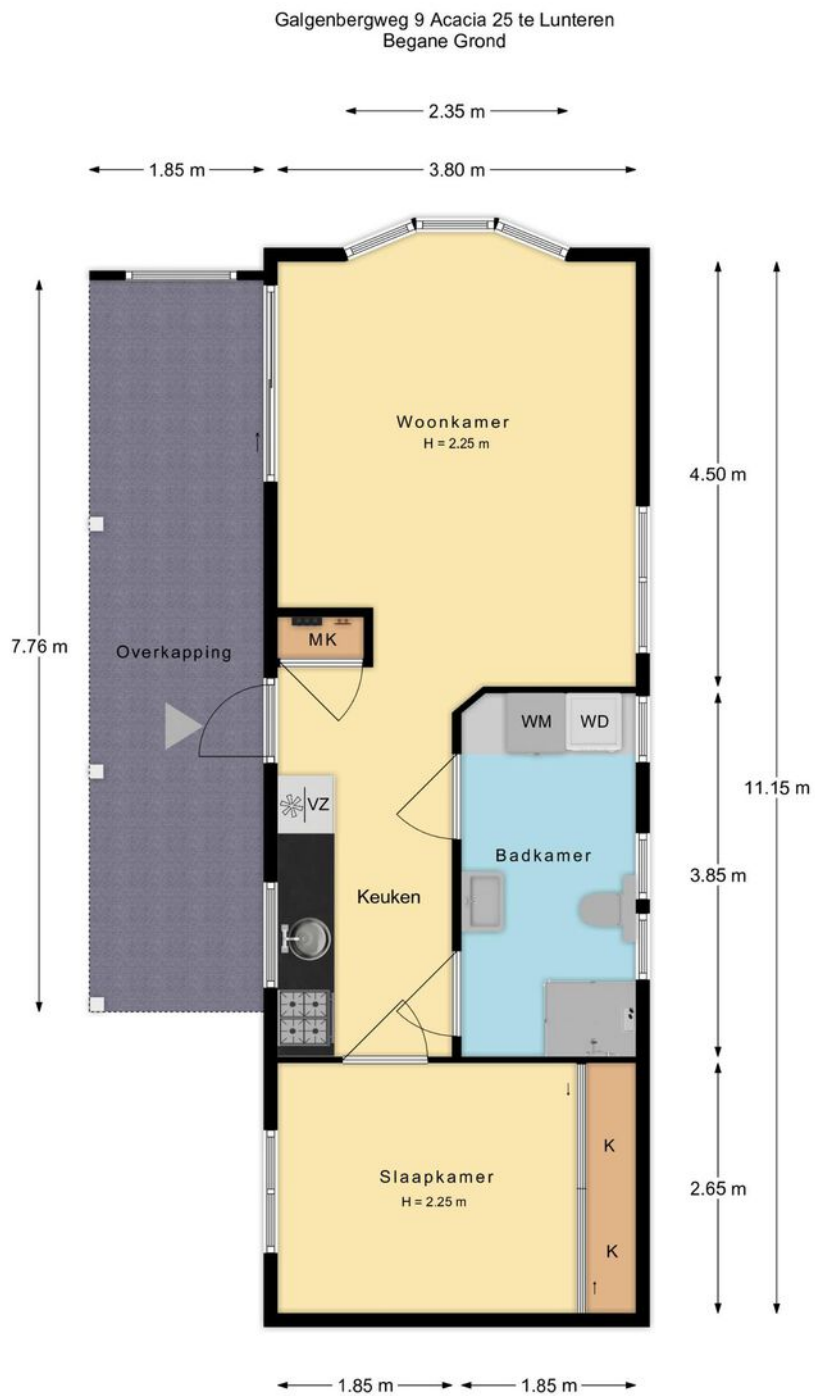 Galgenbergweg 9 Acacia 25 te Lunteren
Begane Grond
2.35 m
1.85 m
3.80 m
Woonkamer
H = 2.25 m
4.50 m
MK
7.76 m
Overkapping
WM
WD
11.15 m
VZ
Badkamer
3.85 m
Keuken
K
Slaapkamer
H = 2.25 m
2.65 m
K
1.85 m
1.85 m